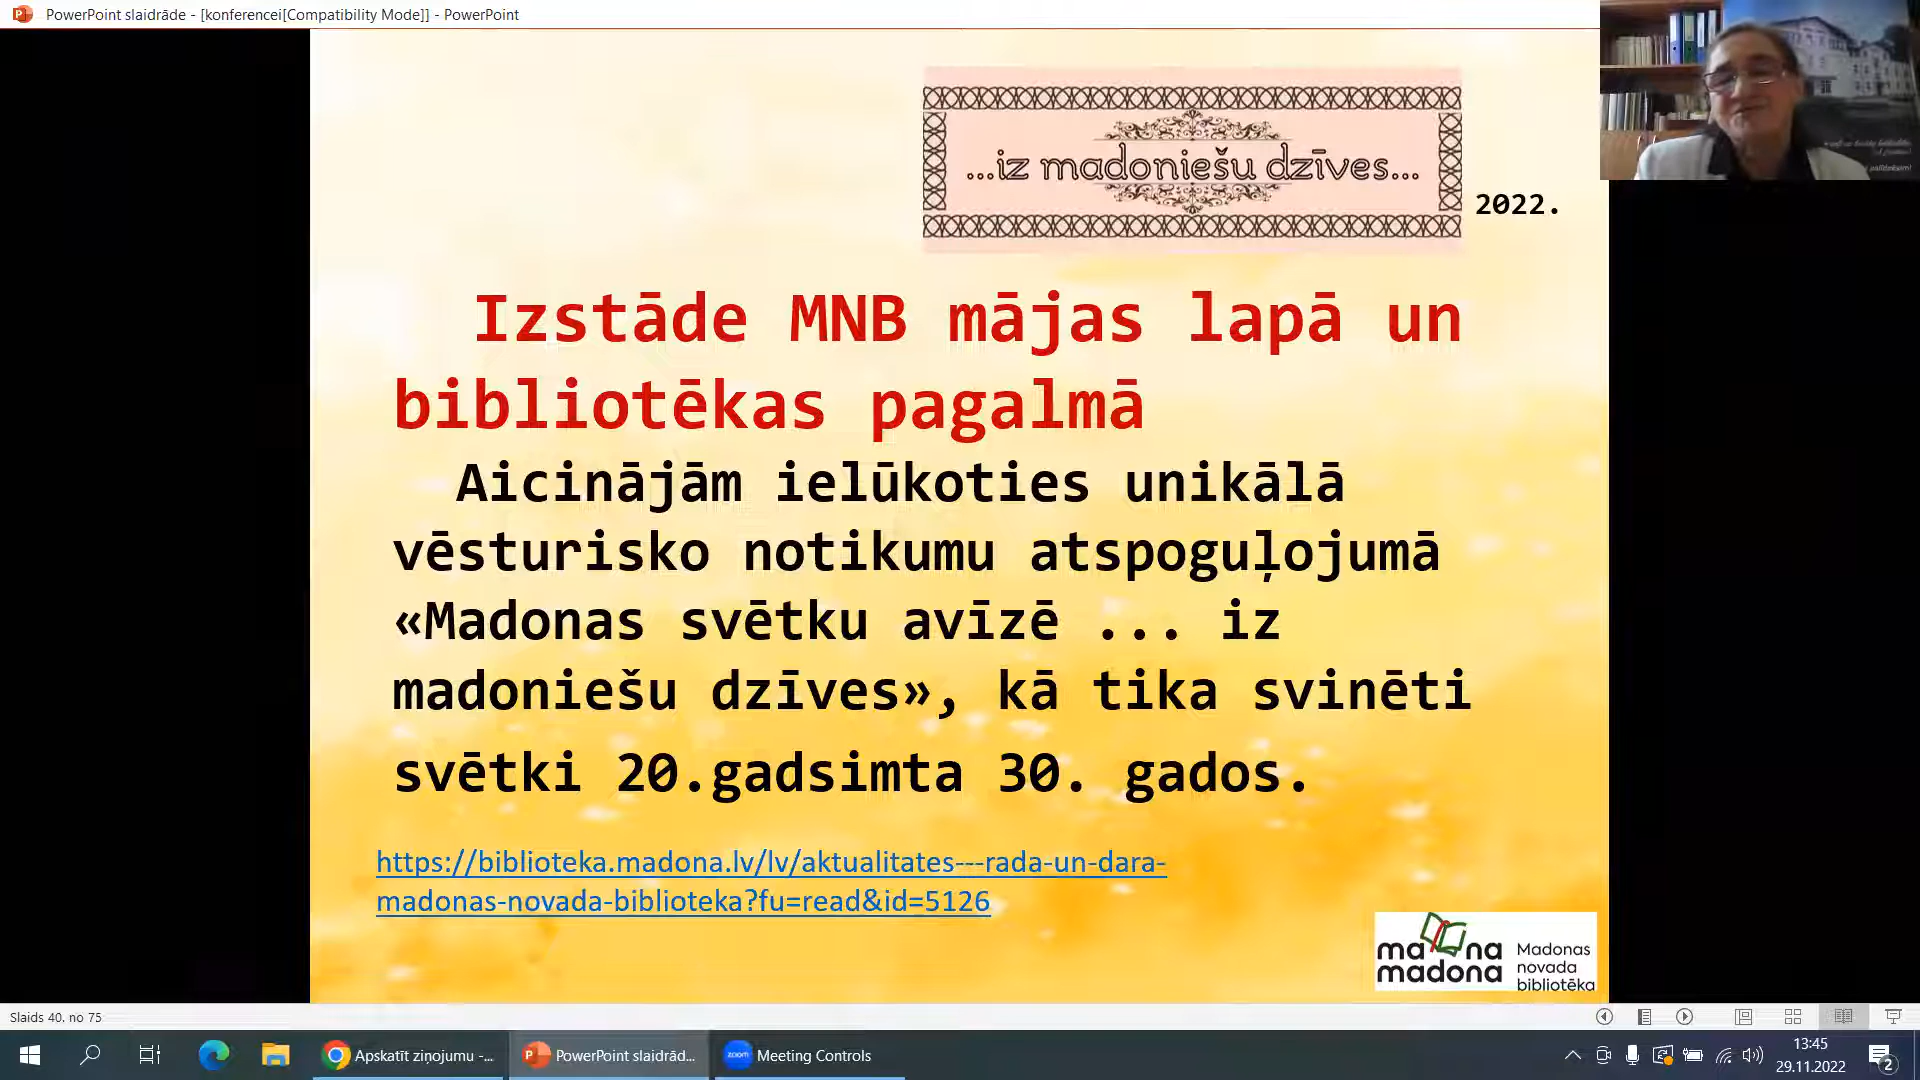 PowerPoint slaidrāde - [konferencei[Compatibility Mode]] - PowerPoint
...iz madoniešu dzīves...
2022.
Izstāde MNB mājas lapā un
bibliotēkas pagalmā
Aicinājām ielūkoties unikālā
vēsturisko notikumu atspoguļojumā
«Madonas svētku avīzē ... iz
madoniešu dzīves», kā tika svinēti
svētki 20.gadsimta 30. gados.
https://biblioteka.madona.lv/lv/aktualitates---rada-un-dara-
madonas-novada-biblioteka?fu=read&id=5126
ma na
madona
Madonas
novada
bibliotēka
Slaids 40. no 75
Apskatīt ziņojumu -...
PowerPoint slaidrād...
zoom
Meeting Controls
13:45
29.11.2022
2